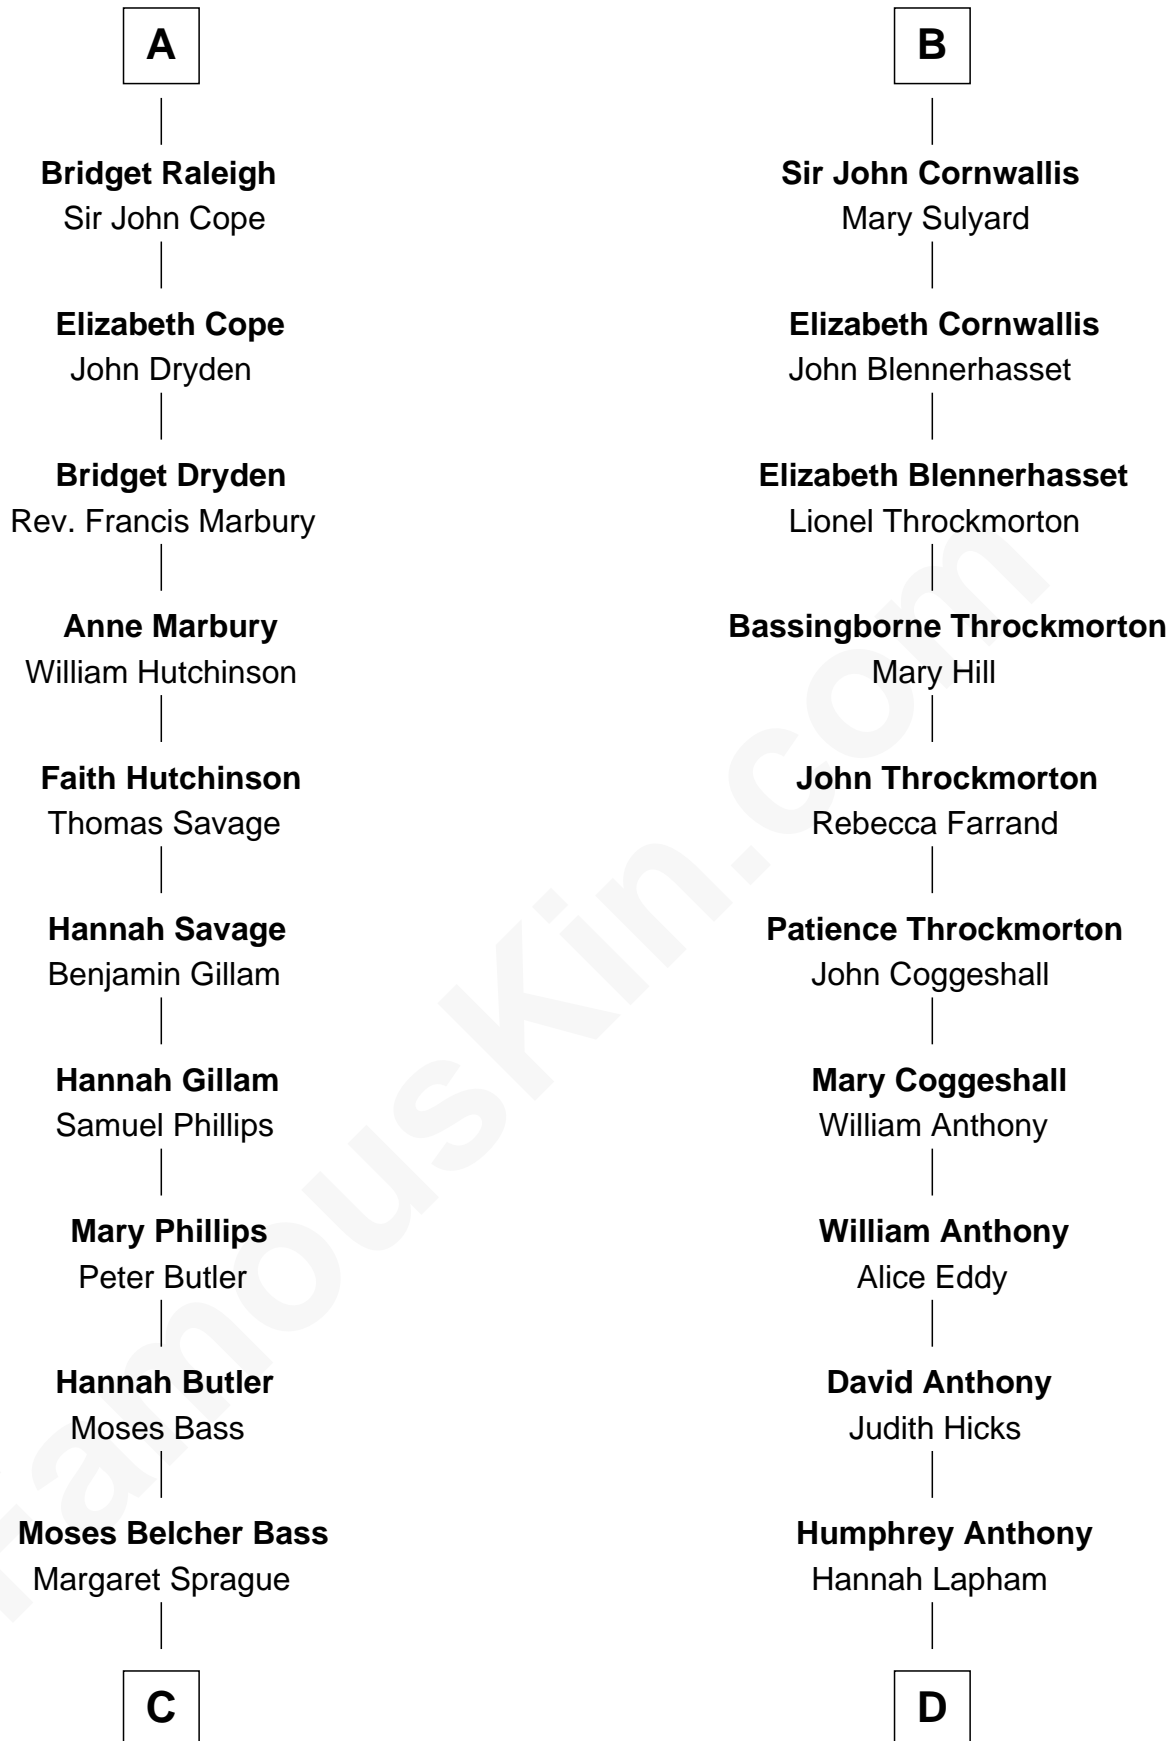 A
Bridget Raleigh
Sir John Cope
Elizabeth Cope
John Dryden
Bridget Dryden
Rev. Francis Marbury
Anne Marbury
William Hutchinson
Faith Hutchinson
Thomas Savage
Hannah Savage
Benjamin Gillam
Hannah Gillam
Samuel Phillips
Mary Phillips
Peter Butler
Hannah Butler
Moses Bass
Moses Belcher Bass
Margaret Sprague
C
B
Sir John Cornwallis
Mary Sulyard
Elizabeth Cornwallis
John Blennerhasset
Elizabeth Blennerhasset
Lionel Throckmorton
Bassingborne Throckmorton
Mary Hill
John Throckmorton
Rebecca Farrand
Patience Throckmorton
John Coggeshall
Mary Coggeshall
William Anthony
William Anthony
Alice Eddy
David Anthony
Judith Hicks
Humphrey Anthony
Hannah Lapham
D
FamousKin.com